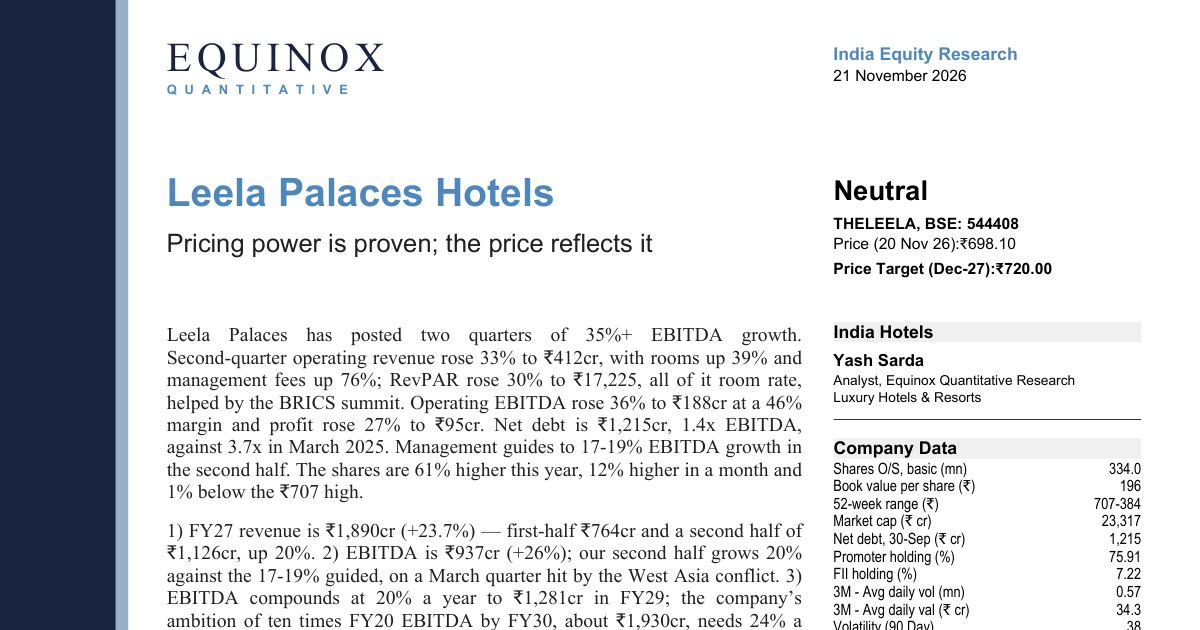 EQUINOX
QUANTITATIVE
India Equity Research
21 November 2026
Leela Palaces Hotels
Pricing power is proven; the price reflects it
Neutral
THELEELA, BSE: 544408
Price (20 Nov 26):₹698.10
Price Target (Dec-27):₹720.00
Leela Palaces has posted two quarters of 35%+ EBITDA growth.
Second-quarter operating revenue rose 33% to ₹412cr, with rooms up 39% and
management fees up 76%; RevPAR rose 30% to ₹17,225, all of it room rate,
helped by the BRICS summit. Operating EBITDA rose 36% to ₹188cr at a 46%
margin and profit rose 27% to ₹95cr. Net debt is ₹1,215cr, 1.4x EBITDA,
against 3.7x in March 2025. Management guides to 17-19% EBITDA growth in
the second half. The shares are 61% higher this year, 12% higher in a month and
1% below the ₹707 high.
1) FY27 revenue is ₹1,890cr (+23.7%) — first-half ₹764cr and a second half of
₹1,126cr, up 20%. 2) EBITDA is ₹937cr (+26%); our second half grows 20%
against the 17-19% guided, on a March quarter hit by the West Asia conflict. 3)
EBITDA compounds at 20% a year to ₹1,281cr in FY29; the company's
ambition of ten times FY20 EBITDA by FY30, about ₹1,930cr, needs 24% a
India Hotels
Yash Sarda
Analyst, Equinox Quantitative Research
Luxury Hotels & Resorts
Company Data
Shares O/S, basic (mn) 334.0
Book value per share (₹) 196
52-week range (₹) 707-384
Market cap (₹ cr) 23,317
Net debt, 30-Sep (₹ cr) 1,215
Promoter holding (%) 75.91
FII holding (%) 7.22
3M - Avg daily vol (mn) 0.57
3M - Avg daily val (₹ cr) 34.3
Volatility (90 Day) 38